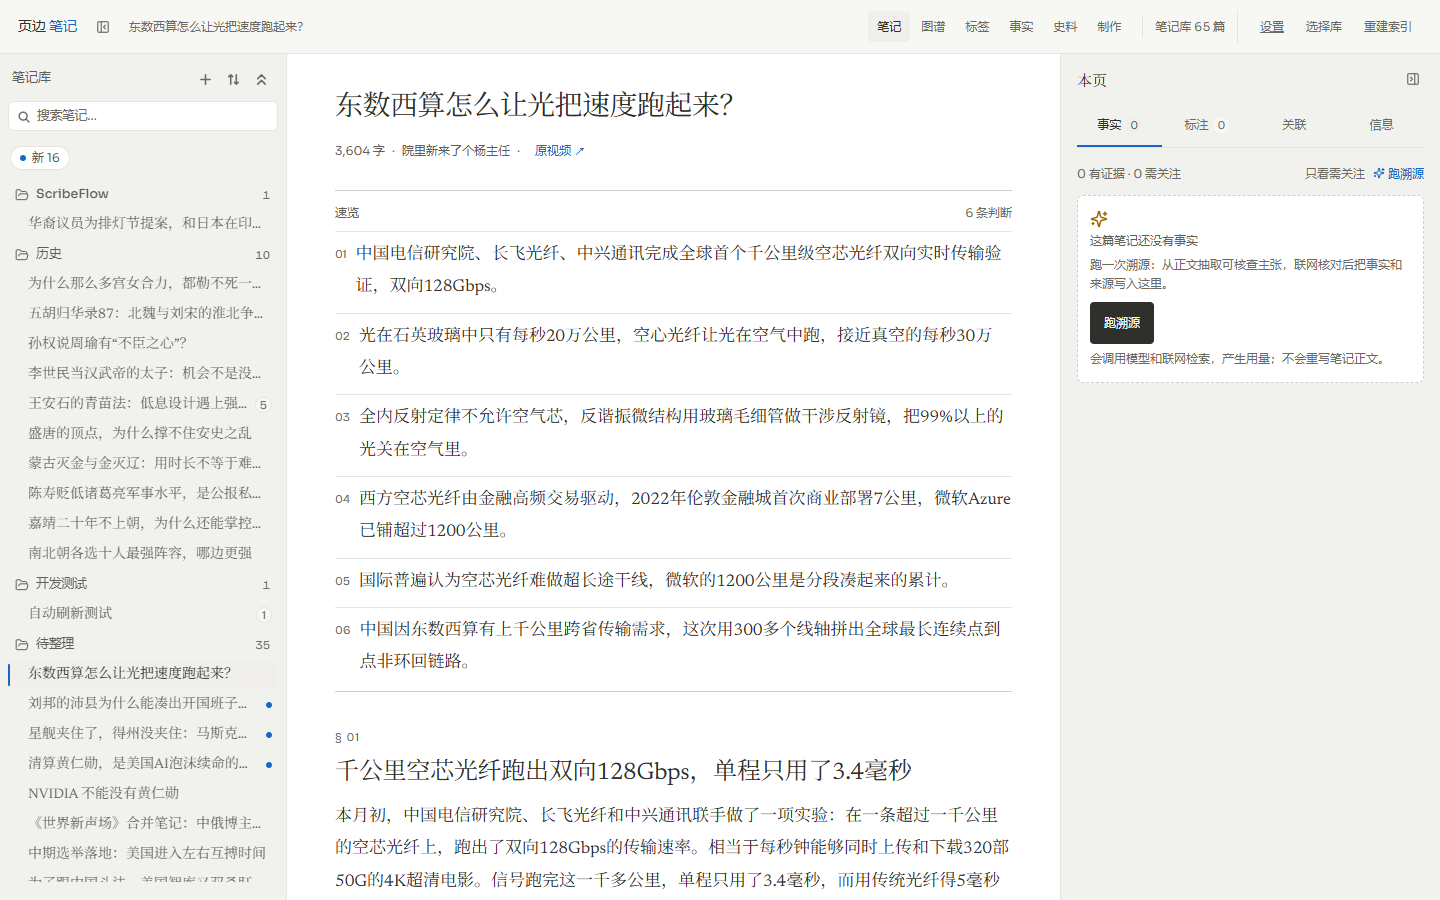 页边 笔记
东数西算怎么让光把速度跑起来？
笔记 图谱 标签 事实 史料 制作 笔记库 65 篇 设置 选择库 重建索引
笔记库
搜索笔记...
新 16
ScribeFlow 1
华裔议员为排灯节提案，和日本在印...
历史 10
为什么那么多宫女合力，都勒不死一...
五胡归华录87：北魏与刘宋的淮北争...
孙权说周瑜有“不臣之心”？
李世民当汉武帝的太子：机会不是没...
王安石的青苗法：低息设计遇上强... 5
盛唐的顶点，为什么撑不住安史之乱
蒙古灭金与金灭辽：用时长不等于难...
陈寿贬低诸葛亮军事水平，是公报私...
嘉靖二十年不上朝，为什么还能掌控...
南北朝各选十人最强阵容，哪边更强
开发测试 1
自动刷新测试 1
待整理 35
东数西算怎么让光把速度跑起来？
刘邦的沛县为什么能凑出开国班子...
星舰夹住了，得州没夹住：马斯克...
清算黄仁勋，是美国AI泡沫续命的...
NVIDIA 不能没有黄仁勋
《世界新声场》合并笔记：中俄博主...
中期选举落地：美国进入左右互搏时间
东数西算怎么让光把速度跑起来？
3,604 字 · 院里新来了个杨主任 · 原视频 ↗
速览 6 条判断
01 中国电信研究院、长飞光纤、中兴通讯完成全球首个千公里级空芯光纤双向实时传输验
证，双向128Gbps。
02 光在石英玻璃中只有每秒20万公里，空心光纤让光在空气中跑，接近真空的每秒30万
公里。
03 全内反射定律不允许空气芯，反谐振微结构用玻璃毛细管做干涉反射镜，把99%以上的
光关在空气里。
04 西方空芯光纤由金融高频交易驱动，2022年伦敦金融城首次商业部署7公里，微软Azure
已铺超过1200公里。
05 国际普遍认为空芯光纤难做超长途干线，微软的1200公里是分段凑起来的累计。
06 中国因东数西算有上千公里跨省传输需求，这次用300多个线轴拼出全球最长连续点到
点非环回链路。
§ 01
千公里空芯光纤跑出双向128Gbps，单程只用了3.4毫秒
本月初，中国电信研究院、长飞光纤和中兴通讯联手做了一项实验：在一条超过一千公里
的空芯光纤上，跑出了双向128Gbps的传输速率。相当于每秒钟能够同时上传和下载320部
50G的4K超清电影。信号跑完这一千多公里，单程只用了3.4毫秒，而用传统光纤得5毫秒
本页
事实 0 标注 0 关联 信息
0 有证据 · 0 需关注 只看需关注 跑溯源
这篇笔记还没有事实
跑一次溯源：从正文抽取可核查主张，联网核对后把事实和
来源写入这里。
跑溯源
会调用模型和联网检索，产生用量；不会重写笔记正文。